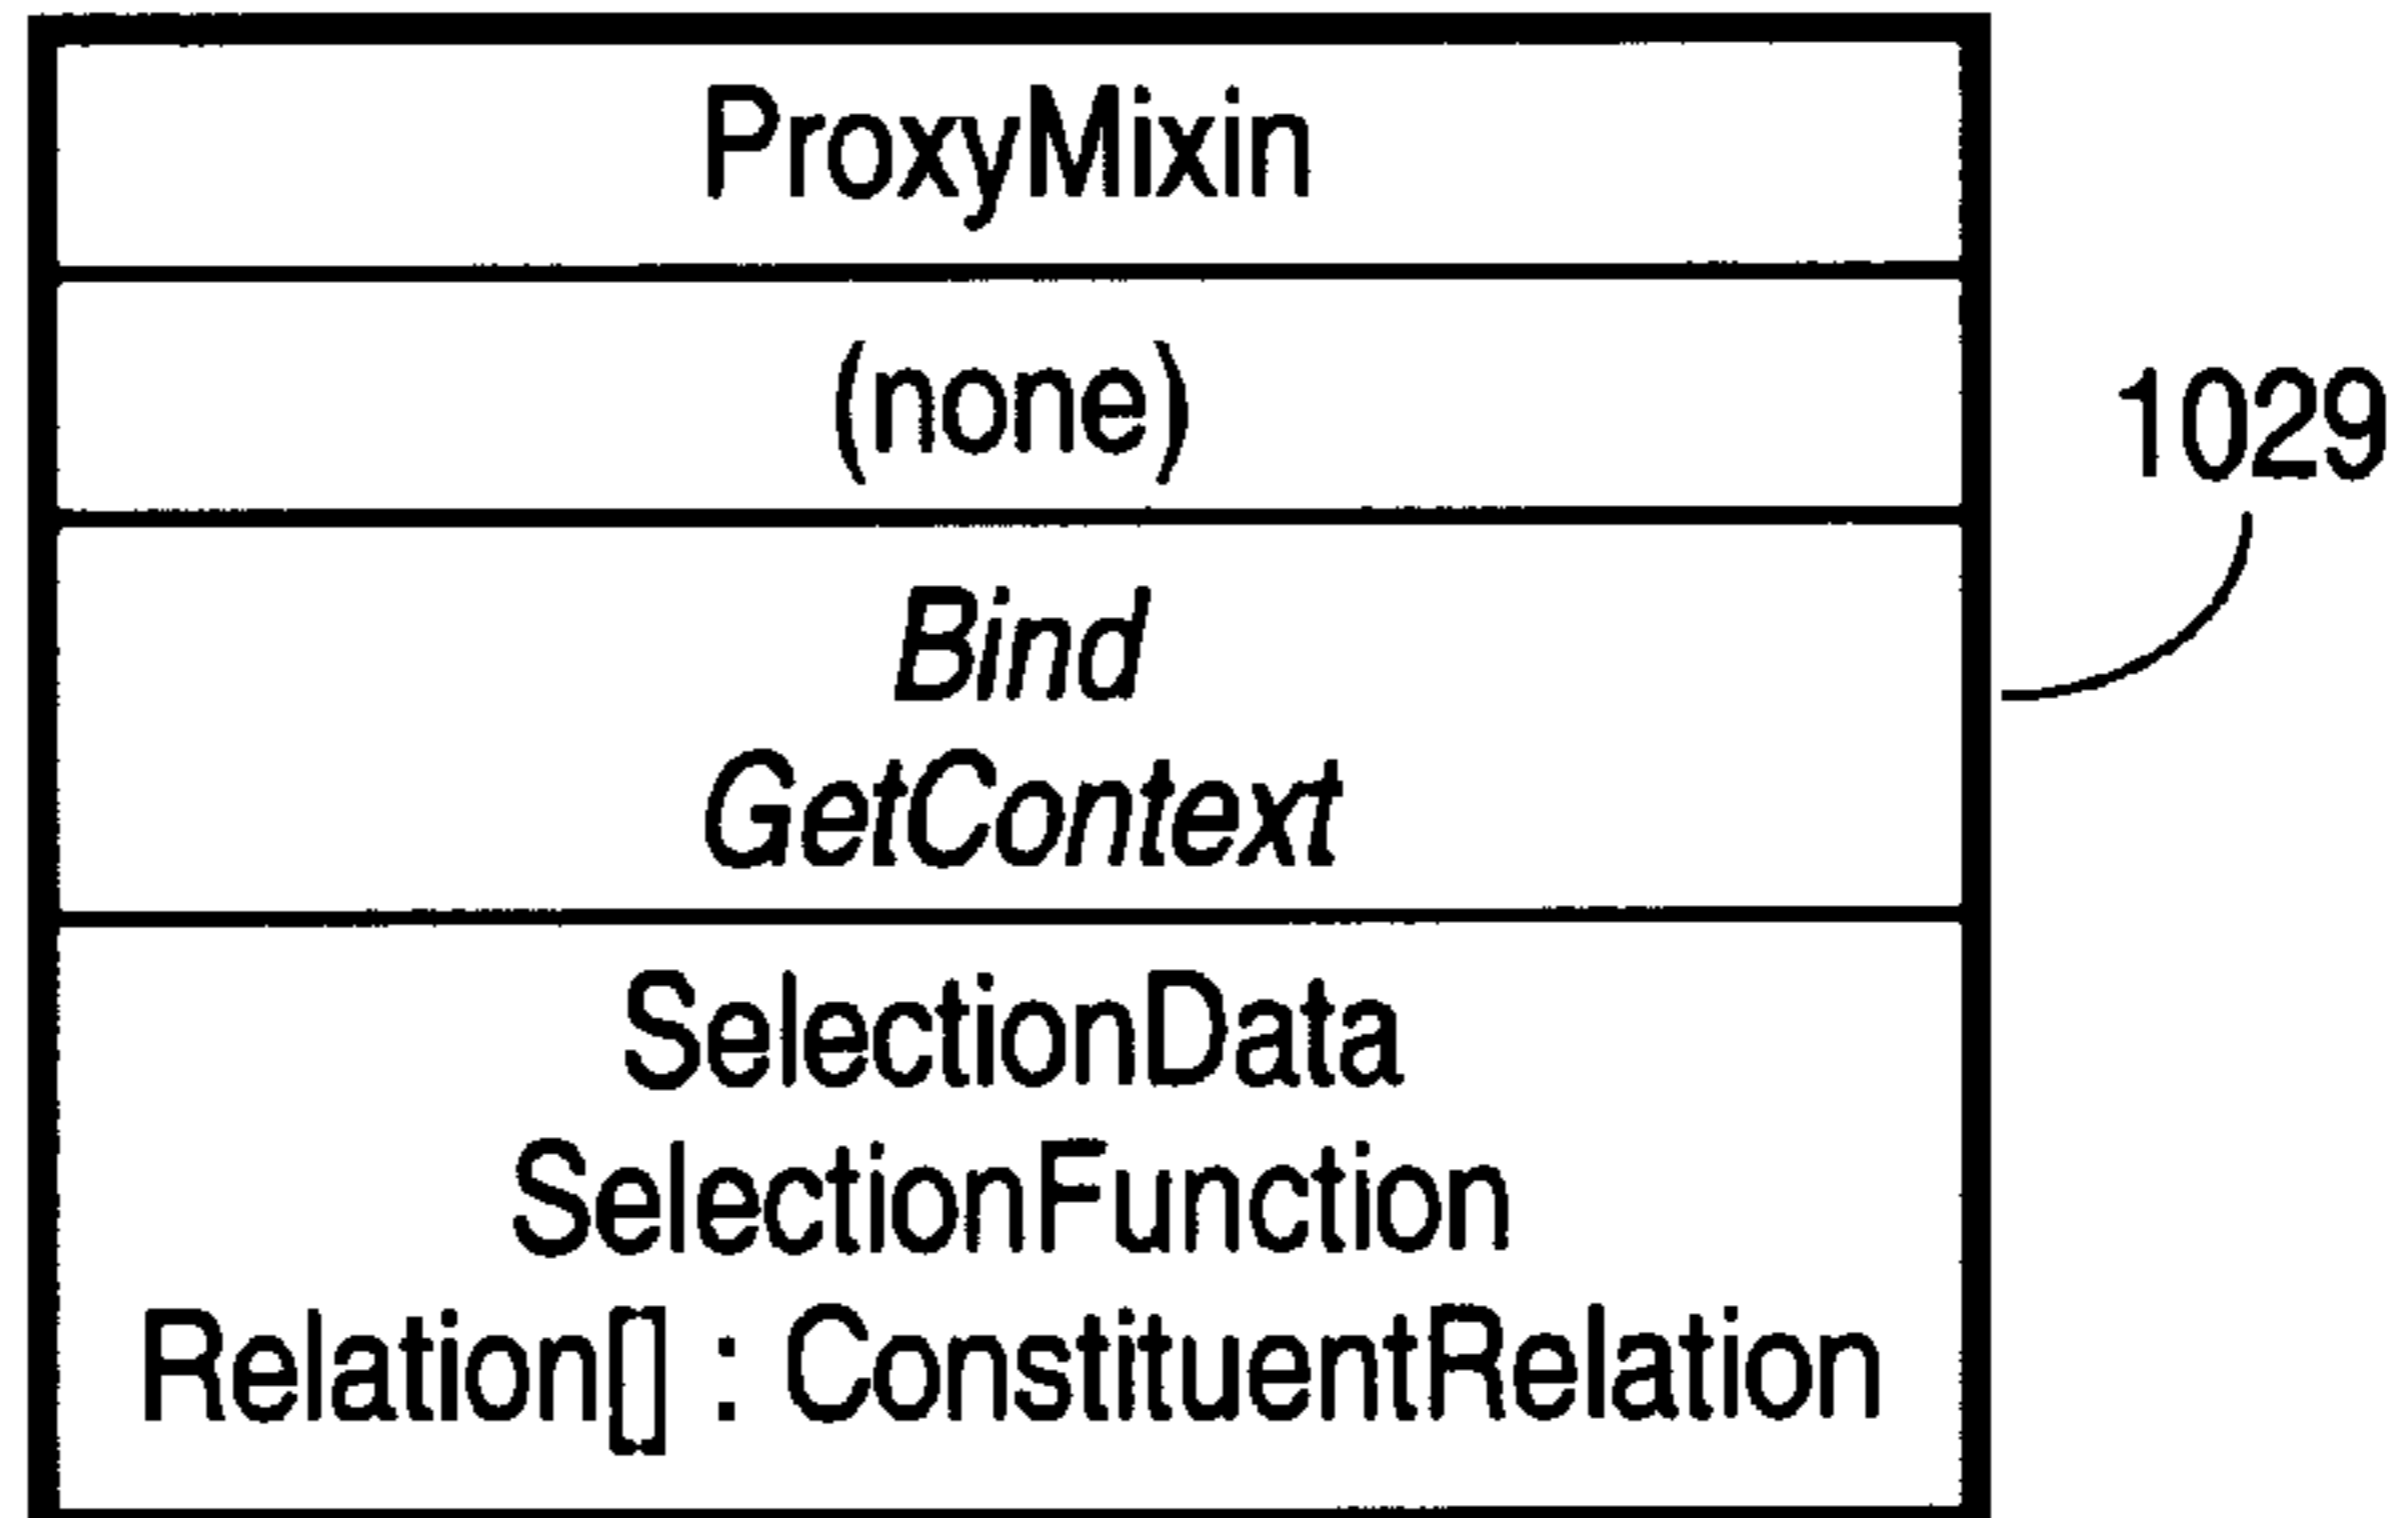 ProxyMixin
(none)
1029
Bind
GetContext
SelectionData
SelectionFunction
Relation[] : ConstituentRelation